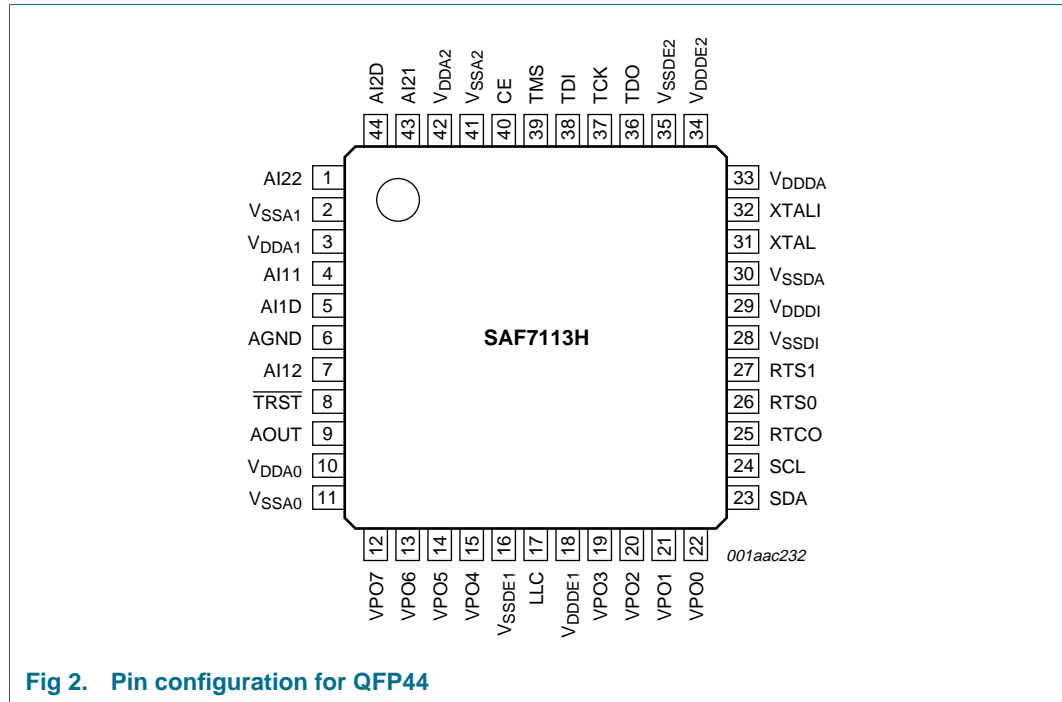 AI2D AI21 VDDA2 VSSA2 CE TMS TDI TCK TDO VSSDE2 VDDDE2
44 43 42 41 40 39 38 37 36 35 34
AI22 1
VSSA1 2
VDDA1 3
AI11 4
AI1D 5
AGND 6
AI12 7
TRST 8
AOUT 9
VDDA0 10
VSSA0 11
SAF7113H
33 VDDDA
32 XTALI
31 XTAL
30 VSSDA
29 VDDDI
28 VSSDI
27 RTS1
26 RTS0
25 RTCO
24 SCL
23 SDA
12 13 14 15 16 17 18 19 20 21 22
VPO7 VPO6 VPO5 VPO4 VSSDE1 LLC VDDDE1 VPO3 VPO2 VPO1 VPO0
001aac232
Fig 2. Pin configuration for QFP44